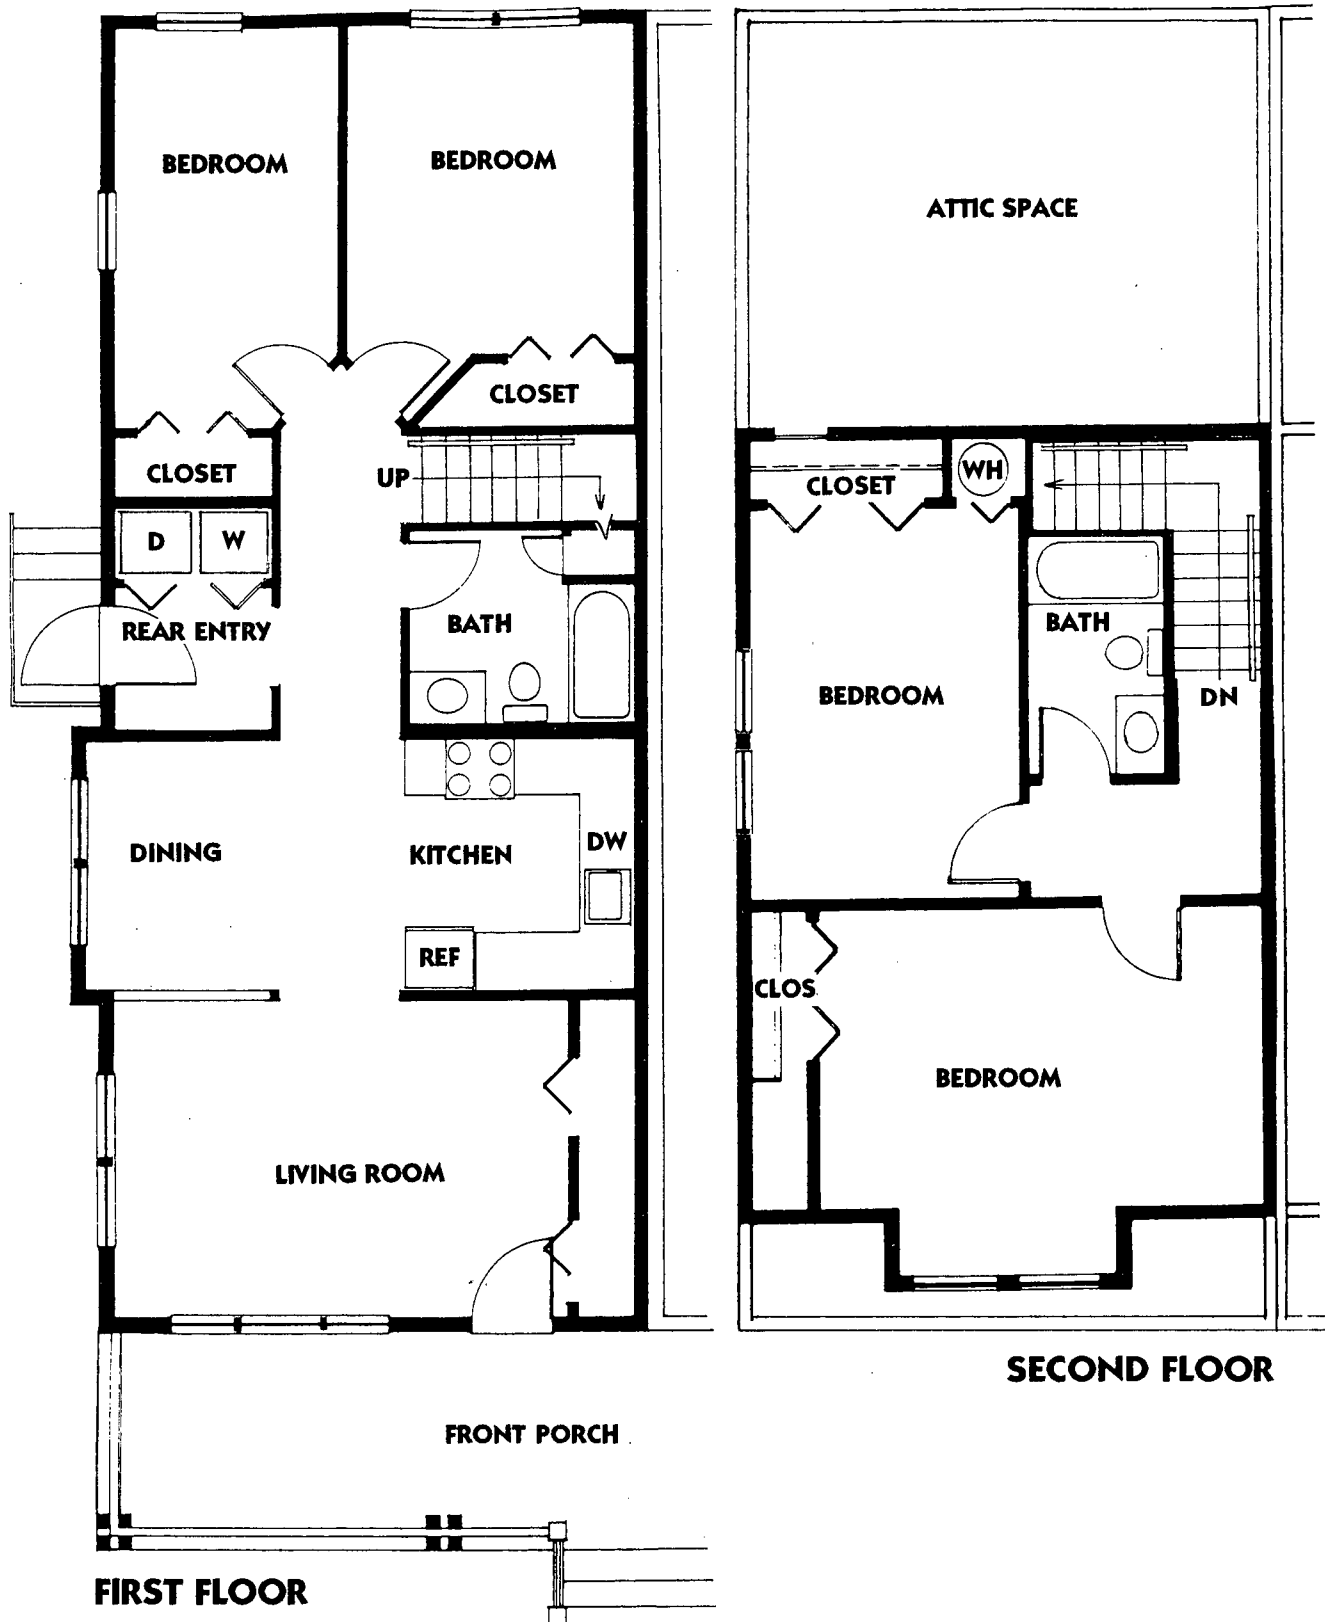 BEDROOM
BEDROOM
CLOSET
UP
CLOSET
D
W
REAR ENTRY
BATH
DINING
KITCHEN
DW
REF
LIVING ROOM
FRONT PORCH
FIRST FLOOR
ATTIC SPACE
CLOSET
WH
BATH
BEDROOM
DN
CLOS
BEDROOM
SECOND FLOOR